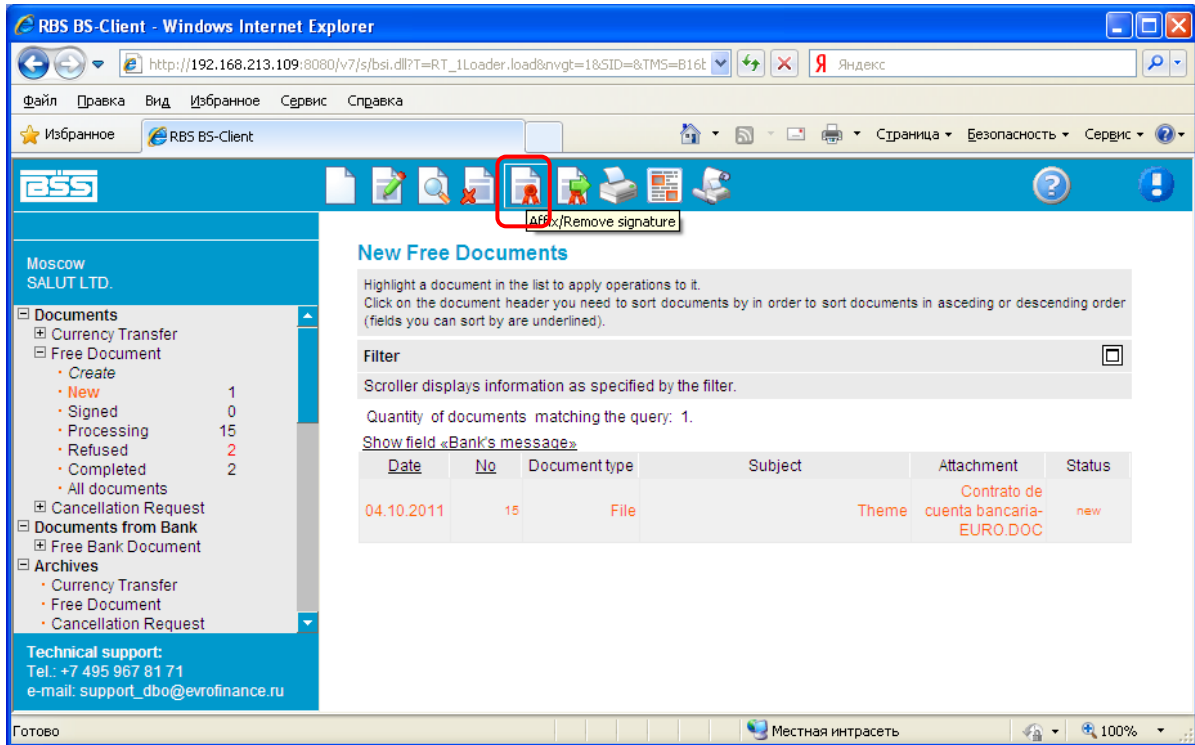 RBS BS-Client - Windows Internet Explorer
http://192.168.213.109:8080/v7/s/bsi.dll?T=RT_1Loader.load&nvgt=1&SID=&TMS=B16E
Яндекс
Файл Правка Вид Избранное Сервис Справка
Избранное RBS BS-Client Страница Безопасность Сервис
BSS
Affix/Remove signature
Moscow
SALUT LTD.
Documents
Currency Transfer
Free Document
Create
New 1
Signed 0
Processing 15
Refused 2
Completed 2
All documents
Cancellation Request
Documents from Bank
Free Bank Document
Archives
Currency Transfer
Free Document
Cancellation Request
Technical support:
Tel.: +7 495 967 81 71
e-mail: support_dbo@evrofinance.ru
New Free Documents
Highlight a document in the list to apply operations to it.
Click on the document header you need to sort documents by in order to sort documents in asceding or descending order
(fields you can sort by are underlined).
Filter
Scroller displays information as specified by the filter.
Quantity of documents matching the query: 1.
Show field «Bank's message»
Date No Document type Subject Attachment Status
04.10.2011 15 File Theme Contrato de
cuenta bancaria-
EURO.DOC new
Готово Местная интрасеть 100%